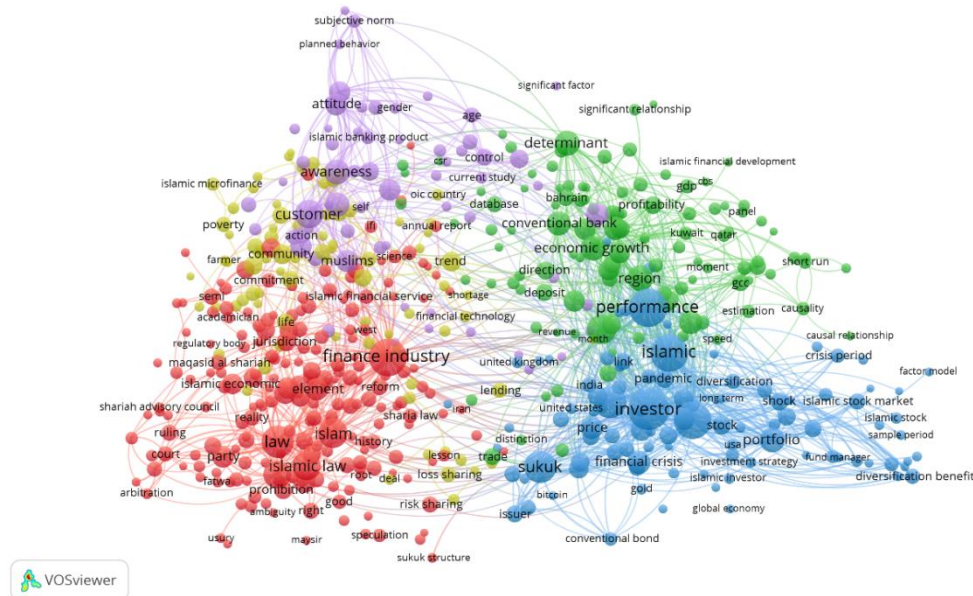 subjective norm
planned behavior
significant factor
attitude
gender
significant relationship
age
islamic banking product
determinant
csr
control
islamic financial development
awareness
current study
islamic microfinance
oic country
bahrain
gdp
cbs
self
database
profitability
customer
poverty
action
annual report
conventional bank
panel
ifi
kuwait
qatar
farmer
community
muslims
science
trend
economic growth
direction
short run
commitment
region
moment
semi
islamic financial service
shortage
deposit
gcc
academician
performance
estimation
causality
life
west
financial technology
regulatory body
jurisdiction
revenue
month
speed
causal relationship
maqasid al shariah
finance industry
united kingdom
link
islamic
crisis period
islamic economic
element
reform
lending
india
pandemic
diversification
factor model
shariah advisory council
reality
sharia law
iran
united states
investor
long term
shock
islamic stock market
ruling
law
islam
history
distinction
price
stock
islamic stock
court
party
lesson
trade
usa
portfolio
sample period
fatwa
islamic law
root
deal
loss sharing
sukuk
financial crisis
investment strategy
fund manager
arbitration
prohibition
good
bitcoin
gold
islamic investor
diversification benefit
ambiguity
right
risk sharing
issuer
global economy
usury
maysir
speculation
conventional bond
sukuk structure
VOSviewer